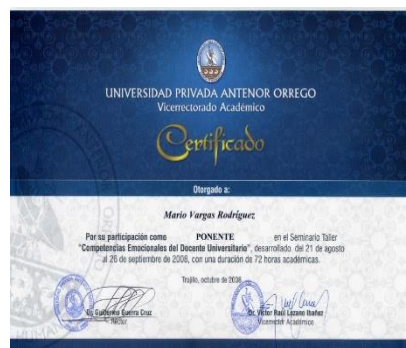 UNIVERSIDAD PRIVADA ANTENOR ORREGO
Vicerrectorado Académico
Certificado
Otorgado a:
Mario Vargas Rodríguez
Por su participación como PONENTE en el Seminario Taller
"Competencias Emocionales del Docente Universitario", desarrollado del 21 de agosto
al 26 de septiembre de 2008, con una duración de 72 horas académicas.
Trujillo, octubre de 2008
Dr. Guillermo Guerra Cruz
Rector
Dr. Víctor Raúl Lozano Ibáñez
Vicerrector Académico